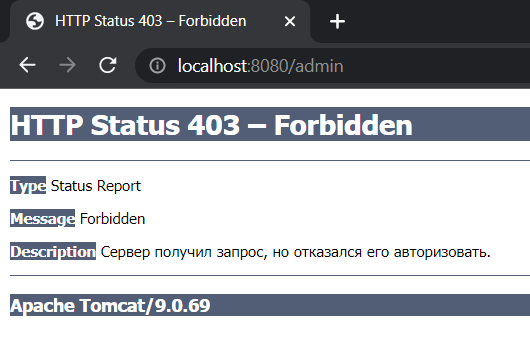 HTTP Status 403 – Forbidden
localhost:8080/admin
HTTP Status 403 – Forbidden
Type Status Report
Message Forbidden
Description Сервер получил запрос, но отказался его авторизовать.
Apache Tomcat/9.0.69